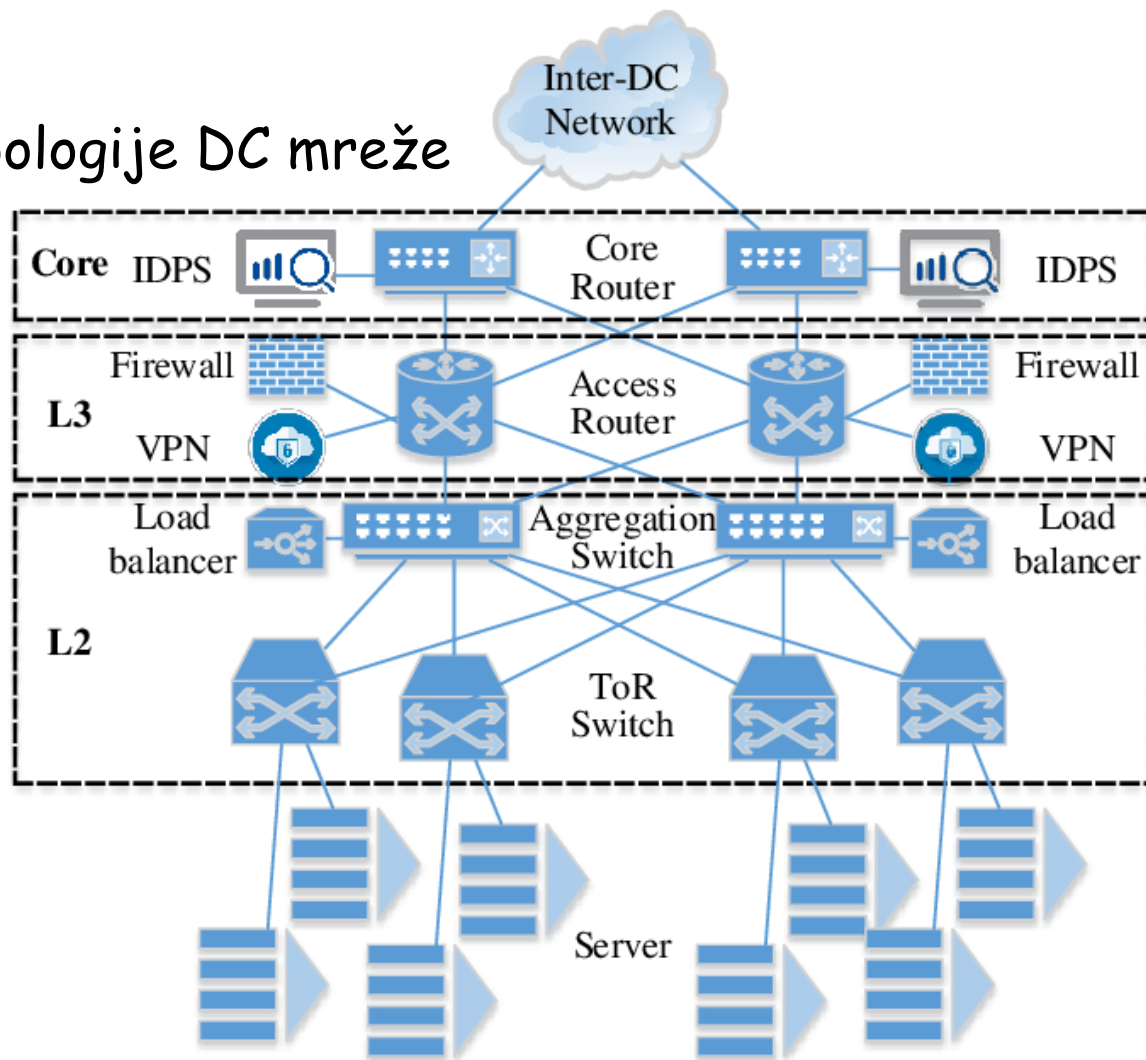 Inter-DC
Network
ologije DC mreže
Core
IDPS
Core
Router
IDPS
Firewall
Access
Router
Firewall
L3
VPN
VPN
Load
balancer
Aggregation
Switch
Load
balancer
L2
ToR
Switch
Server